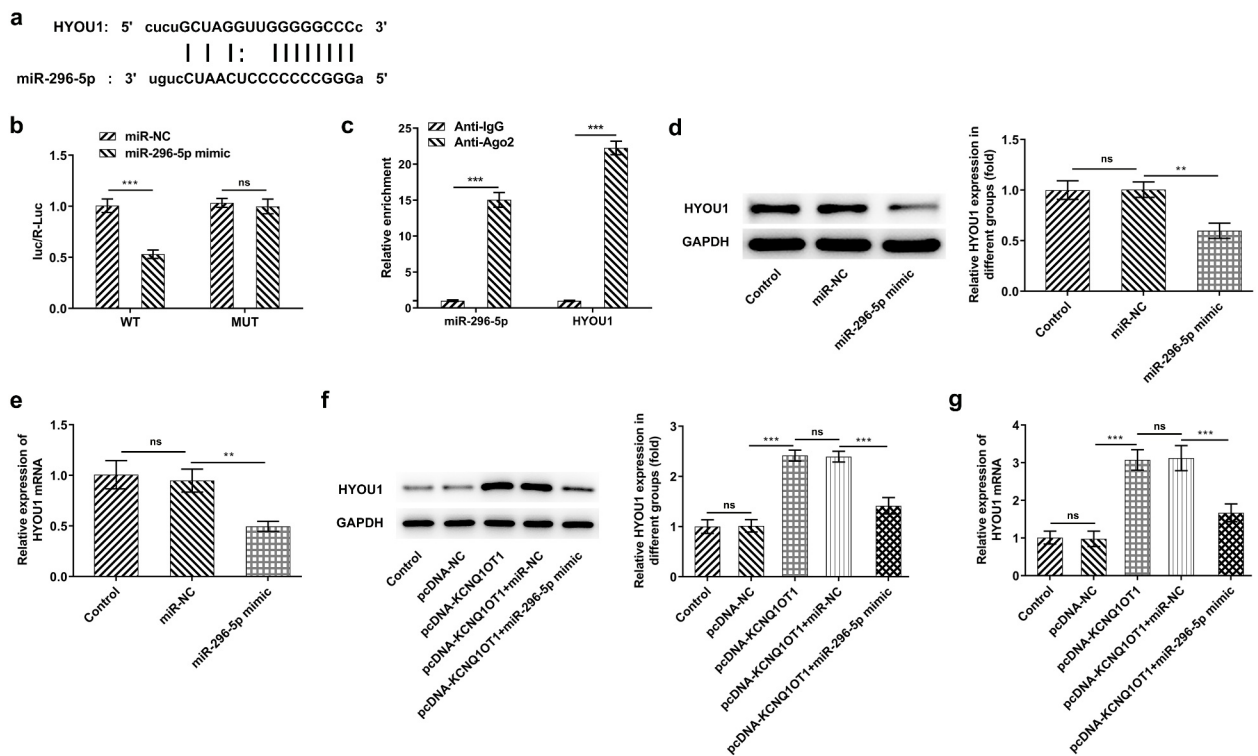 a
HYOU1: 5' cucuGCUAGGUUGGGGGCCCc 3'
miR-296-5p : 3' ugucCUAACUCCCCCCCGGGa 5'
b
miR-NC
miR-296-5p mimic
luc/R-Luc
1.5
1.0
0.5
0.0
***
ns
WT
MUT
c
Anti-IgG
Anti-Ago2
Relative enrichment
25
20
15
10
5
0
***
***
miR-296-5p
HYOU1
d
HYOU1
GAPDH
Control
miR-NC
miR-296-5p mimic
Relative HYOU1 expression in
different groups (fold)
1.5
1.0
0.5
0.0
ns
**
Control
miR-NC
miR-296-5p mimic
e
Relative expression of
HYOU1 mRNA
1.5
1.0
0.5
0.0
ns
**
Control
miR-NC
miR-296-5p mimic
f
HYOU1
GAPDH
Control
pcDNA-NC
pcDNA-KCNQ1OT1
pcDNA-KCNQ1OT1+miR-NC
pcDNA-KCNQ1OT1+miR-296-5p mimic
Relative HYOU1 expression in
different groups (fold)
3
2
1
0
ns
***
ns
***
Control
pcDNA-NC
pcDNA-KCNQ1OT1
pcDNA-KCNQ1OT1+miR-NC
pcDNA-KCNQ1OT1+miR-296-5p mimic
g
Relative expression of
HYOU1 mRNA
4
3
2
1
0
ns
***
ns
***
Control
pcDNA-NC
pcDNA-KCNQ1OT1
pcDNA-KCNQ1OT1+miR-NC
pcDNA-KCNQ1OT1+miR-296-5p mimic